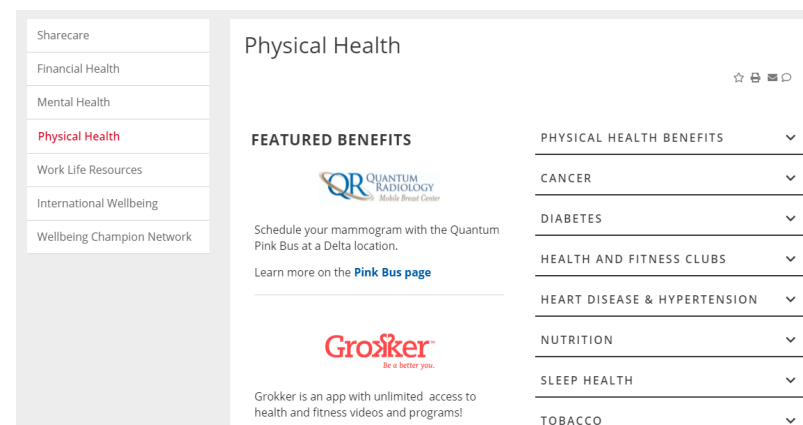 Sharecare
Financial Health
Mental Health
Physical Health
Work Life Resources
International Wellbeing
Wellbeing Champion Network
Physical Health
FEATURED BENEFITS
QR QUANTUM
RADIOLOGY
Mobile Breast Center
Schedule your mammogram with the Quantum
Pink Bus at a Delta location.
Learn more on the Pink Bus page
Grokker™
Be a better you.
Grokker is an app with unlimited access to
health and fitness videos and programs!
PHYSICAL HEALTH BENEFITS
CANCER
DIABETES
HEALTH AND FITNESS CLUBS
HEART DISEASE & HYPERTENSION
NUTRITION
SLEEP HEALTH
TOBACCO